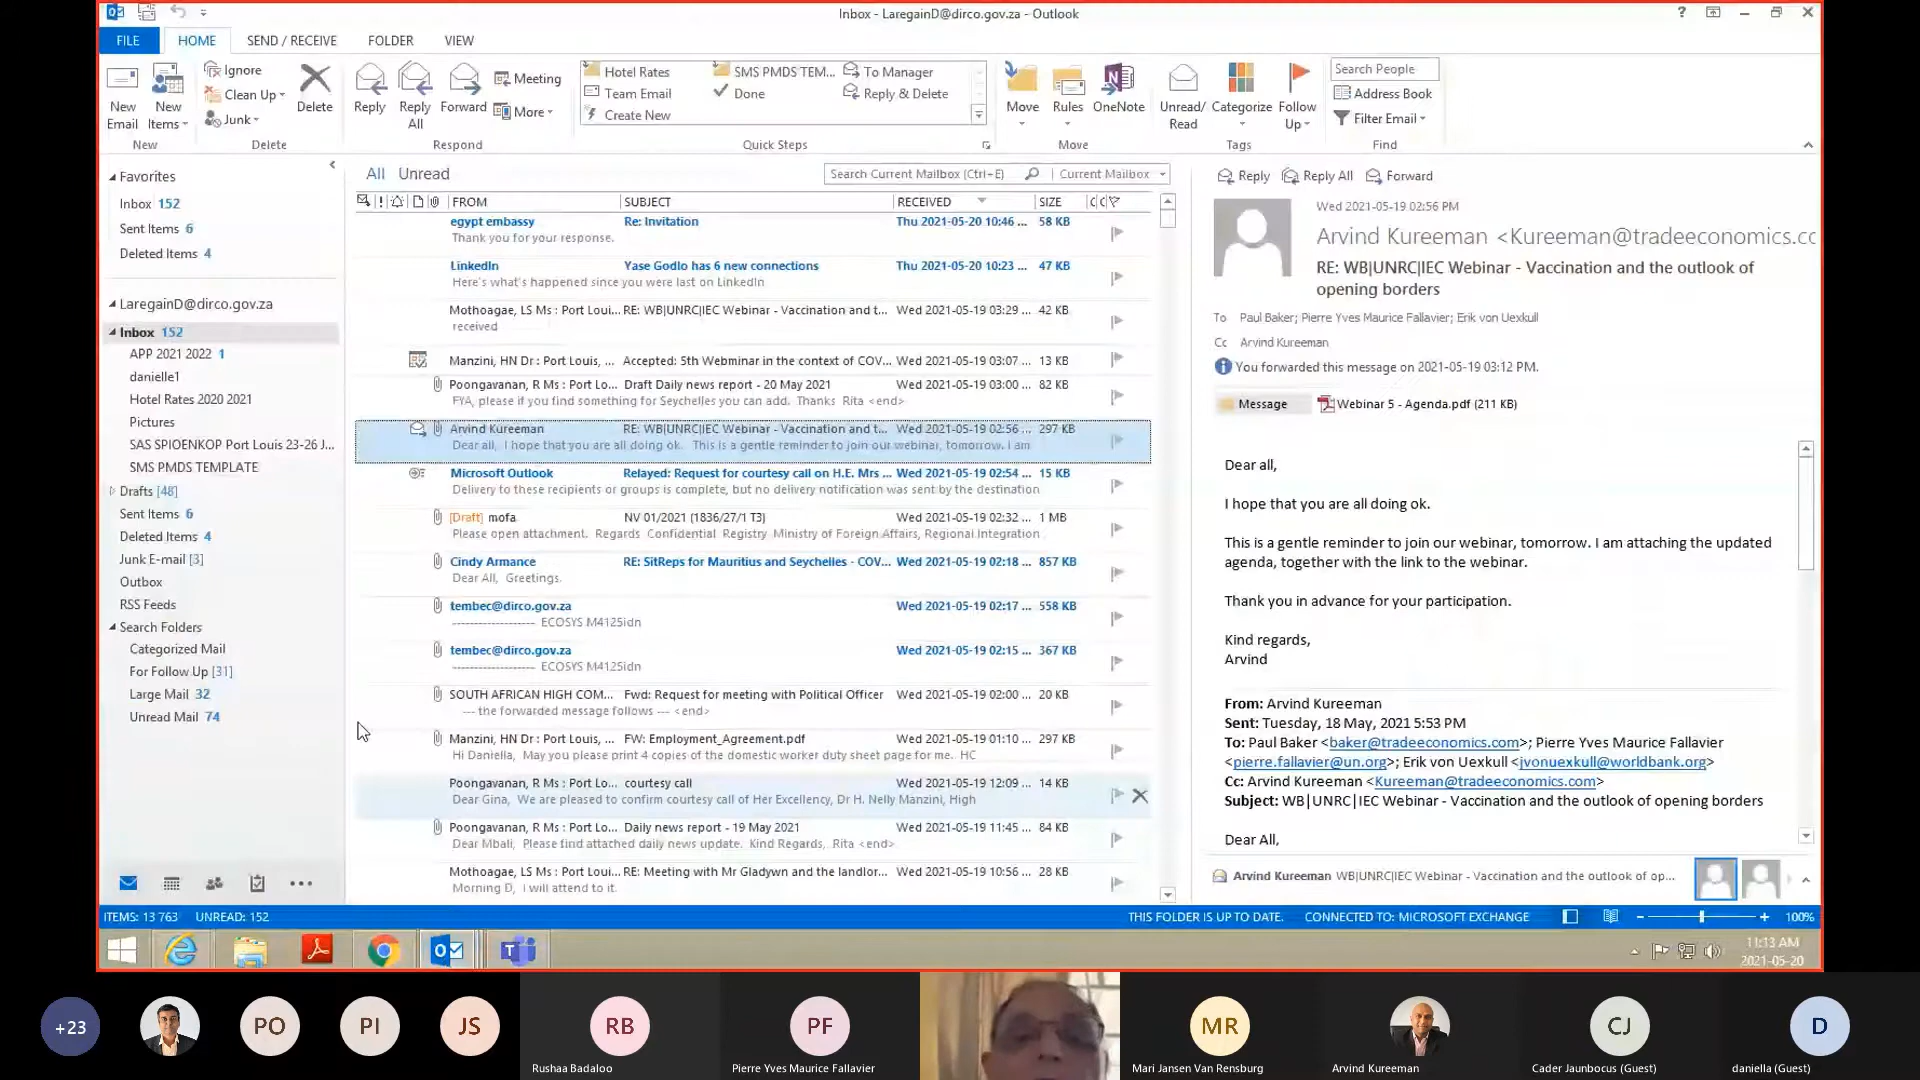 Inbox - LaregainD@dirco.gov.za - Outlook
FILE HOME SEND / RECEIVE FOLDER VIEW
New Email
New Items
Ignore
Clean Up
Junk
Delete
Reply
Reply All
Forward
Meeting
More
Hotel Rates
Team Email
Create New
SMS PMDS TEM...
Done
To Manager
Reply & Delete
Move
Rules
OneNote
Unread/ Read
Categorize
Follow Up
Search People
Address Book
Filter Email
New Delete Respond Quick Steps Move Tags Find
Favorites
Inbox 152
Sent Items 6
Deleted Items 4
LaregainD@dirco.gov.za
Inbox 152
APP 2021 2022 1
danielle1
Hotel Rates 2020 2021
Pictures
SAS SPIOENKOP Port Louis 23-26 J...
SMS PMDS TEMPLATE
Drafts [48]
Sent Items 6
Deleted Items 4
Junk E-mail [3]
Outbox
RSS Feeds
Search Folders
Categorized Mail
For Follow Up [31]
Large Mail 32
Unread Mail 74
All Unread
Search Current Mailbox (Ctrl+E) Current Mailbox
FROM SUBJECT RECEIVED SIZE
egypt embassy Re: Invitation Thu 2021-05-20 10:46 ... 58 KB
Thank you for your response.
LinkedIn Yase Godlo has 6 new connections Thu 2021-05-20 10:23 ... 47 KB
Here's what's happened since you were last on LinkedIn
Mothoagae, LS Ms : Port Loui... RE: WB|UNRC|IEC Webinar - Vaccination and t... Wed 2021-05-19 03:29 ... 42 KB
received
Manzini, HN Dr : Port Louis, ... Accepted: 5th Webminar in the context of COV... Wed 2021-05-19 03:07 ... 13 KB
Poongavanan, R Ms : Port Lo... Draft Daily news report - 20 May 2021 Wed 2021-05-19 03:00 ... 82 KB
FYA, please if you find something for Seychelles you can add. Thanks Rita <end>
Arvind Kureeman RE: WB|UNRC|IEC Webinar - Vaccination and t... Wed 2021-05-19 02:56 ... 297 KB
Dear all, I hope that you are all doing ok. This is a gentle reminder to join our webinar, tomorrow. I am
Microsoft Outlook Relayed: Request for courtesy call on H.E. Mrs ... Wed 2021-05-19 02:54 ... 15 KB
Delivery to these recipients or groups is complete, but no delivery notification was sent by the destination
[Draft] mofa NV 01/2021 (1836/27/1 T3) Wed 2021-05-19 02:32 ... 1 MB
Please open attachment. Regards Confidential Registry Ministry of Foreign Affairs, Regional Integration
Cindy Armance RE: SitReps for Mauritius and Seychelles - COV... Wed 2021-05-19 02:18 ... 857 KB
Dear All, Greetings.
tembec@dirco.gov.za Wed 2021-05-19 02:17 ... 558 KB
------------------- ECOSYS M4125idn
tembec@dirco.gov.za Wed 2021-05-19 02:15 ... 367 KB
------------------- ECOSYS M4125idn
SOUTH AFRICAN HIGH COM... Fwd: Request for meeting with Political Officer Wed 2021-05-19 02:00 ... 20 KB
--- the forwarded message follows --- <end>
Manzini, HN Dr : Port Louis, ... FW: Employment_Agreement.pdf Wed 2021-05-19 01:10 ... 297 KB
Hi Daniella, May you please print 4 copies of the domestic worker duty sheet page for me. HC
Poongavanan, R Ms : Port Lo... courtesy call Wed 2021-05-19 12:09 ... 14 KB
Dear Gina, We are pleased to confirm courtesy call of Her Excellency, Dr H. Nelly Manzini, High
Poongavanan, R Ms : Port Lo... Daily news report - 19 May 2021 Wed 2021-05-19 11:45 ... 84 KB
Dear Mbali, Please find attached daily news update. Kind Regards, Rita <end>
Mothoagae, LS Ms : Port Loui... RE: Meeting with Mr Gladywn and the landlor... Wed 2021-05-19 10:56 ... 28 KB
Morning D, I will attend to it.
Reply Reply All Forward
Wed 2021-05-19 02:56 PM
Arvind Kureeman <Kureeman@tradeeconomics.cc
RE: WB|UNRC|IEC Webinar - Vaccination and the outlook of
opening borders
To Paul Baker; Pierre Yves Maurice Fallavier; Erik von Uexkull
Cc Arvind Kureeman
You forwarded this message on 2021-05-19 03:12 PM.
Message Webinar 5 - Agenda.pdf (211 KB)
Dear all,
I hope that you are all doing ok.
This is a gentle reminder to join our webinar, tomorrow. I am attaching the updated
agenda, together with the link to the webinar.
Thank you in advance for your participation.
Kind regards,
Arvind
From: Arvind Kureeman
Sent: Tuesday, 18 May, 2021 5:53 PM
To: Paul Baker <baker@tradeeconomics.com>; Pierre Yves Maurice Fallavier
<pierre.fallavier@un.org>; Erik von Uexkull <jvonuexkull@worldbank.org>
Cc: Arvind Kureeman <Kureeman@tradeeconomics.com>
Subject: WB|UNRC|IEC Webinar - Vaccination and the outlook of opening borders
Dear All,
Arvind Kureeman WB|UNRC|IEC Webinar - Vaccination and the outlook of op...
ITEMS: 13 763 UNREAD: 152 THIS FOLDER IS UP TO DATE. CONNECTED TO: MICROSOFT EXCHANGE 100%
11:13 AM
2021-05-20
+23 PO PI JS RB PF MR CJ D
Rushaa Badaloo Pierre Yves Maurice Fallavier Mari Jansen Van Rensburg Arvind Kureeman Cader Jaunbocus (Guest) daniella (Guest)